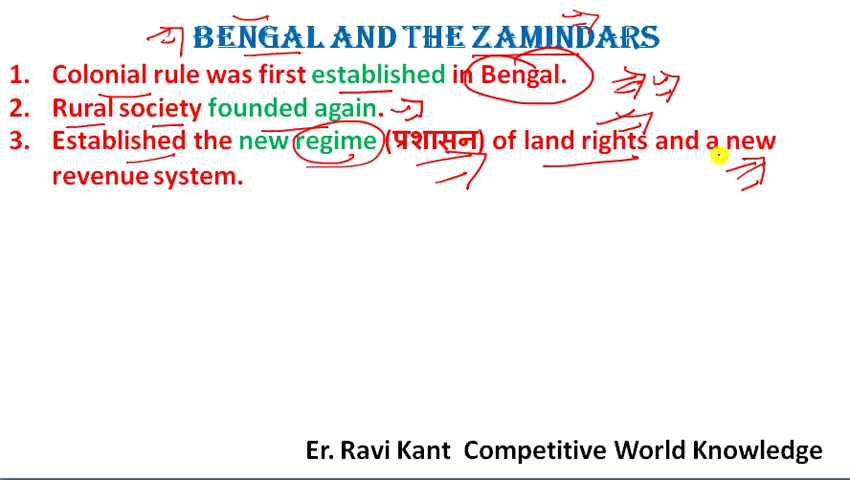 BENGAL AND THE ZAMINDARS
1. Colonial rule was first established in Bengal.
2. Rural society founded again.
3. Established the new regime (प्रशासन) of land rights and a new
revenue system.
Er. Ravi Kant Competitive World Knowledge